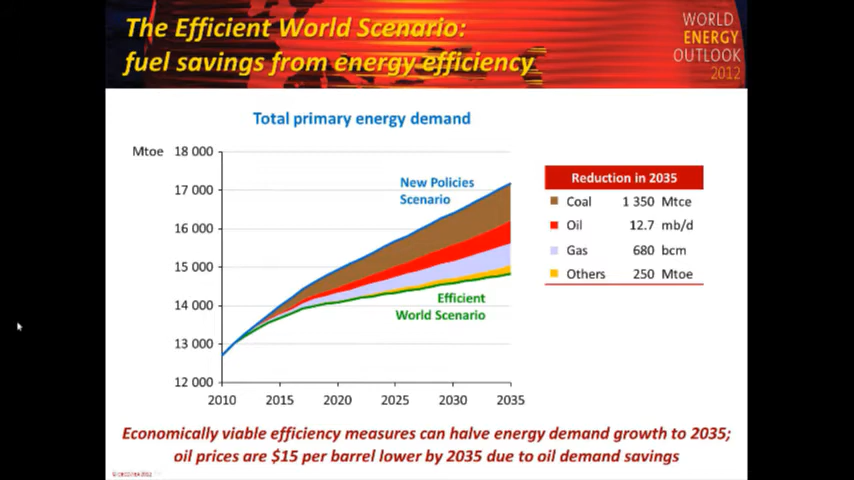 The Efficient World Scenario:
fuel savings from energy efficiency
WORLD
ENERGY
OUTLOOK
2012
Total primary energy demand
Mtoe
18 000
17 000
16 000
15 000
14 000
13 000
12 000
New Policies
Scenario
Efficient
World Scenario
2010 2015 2020 2025 2030 2035
Reduction in 2035
Coal 1 350 Mtce
Oil 12.7 mb/d
Gas 680 bcm
Others 250 Mtoe
Economically viable efficiency measures can halve energy demand growth to 2035;
oil prices are $15 per barrel lower by 2035 due to oil demand savings